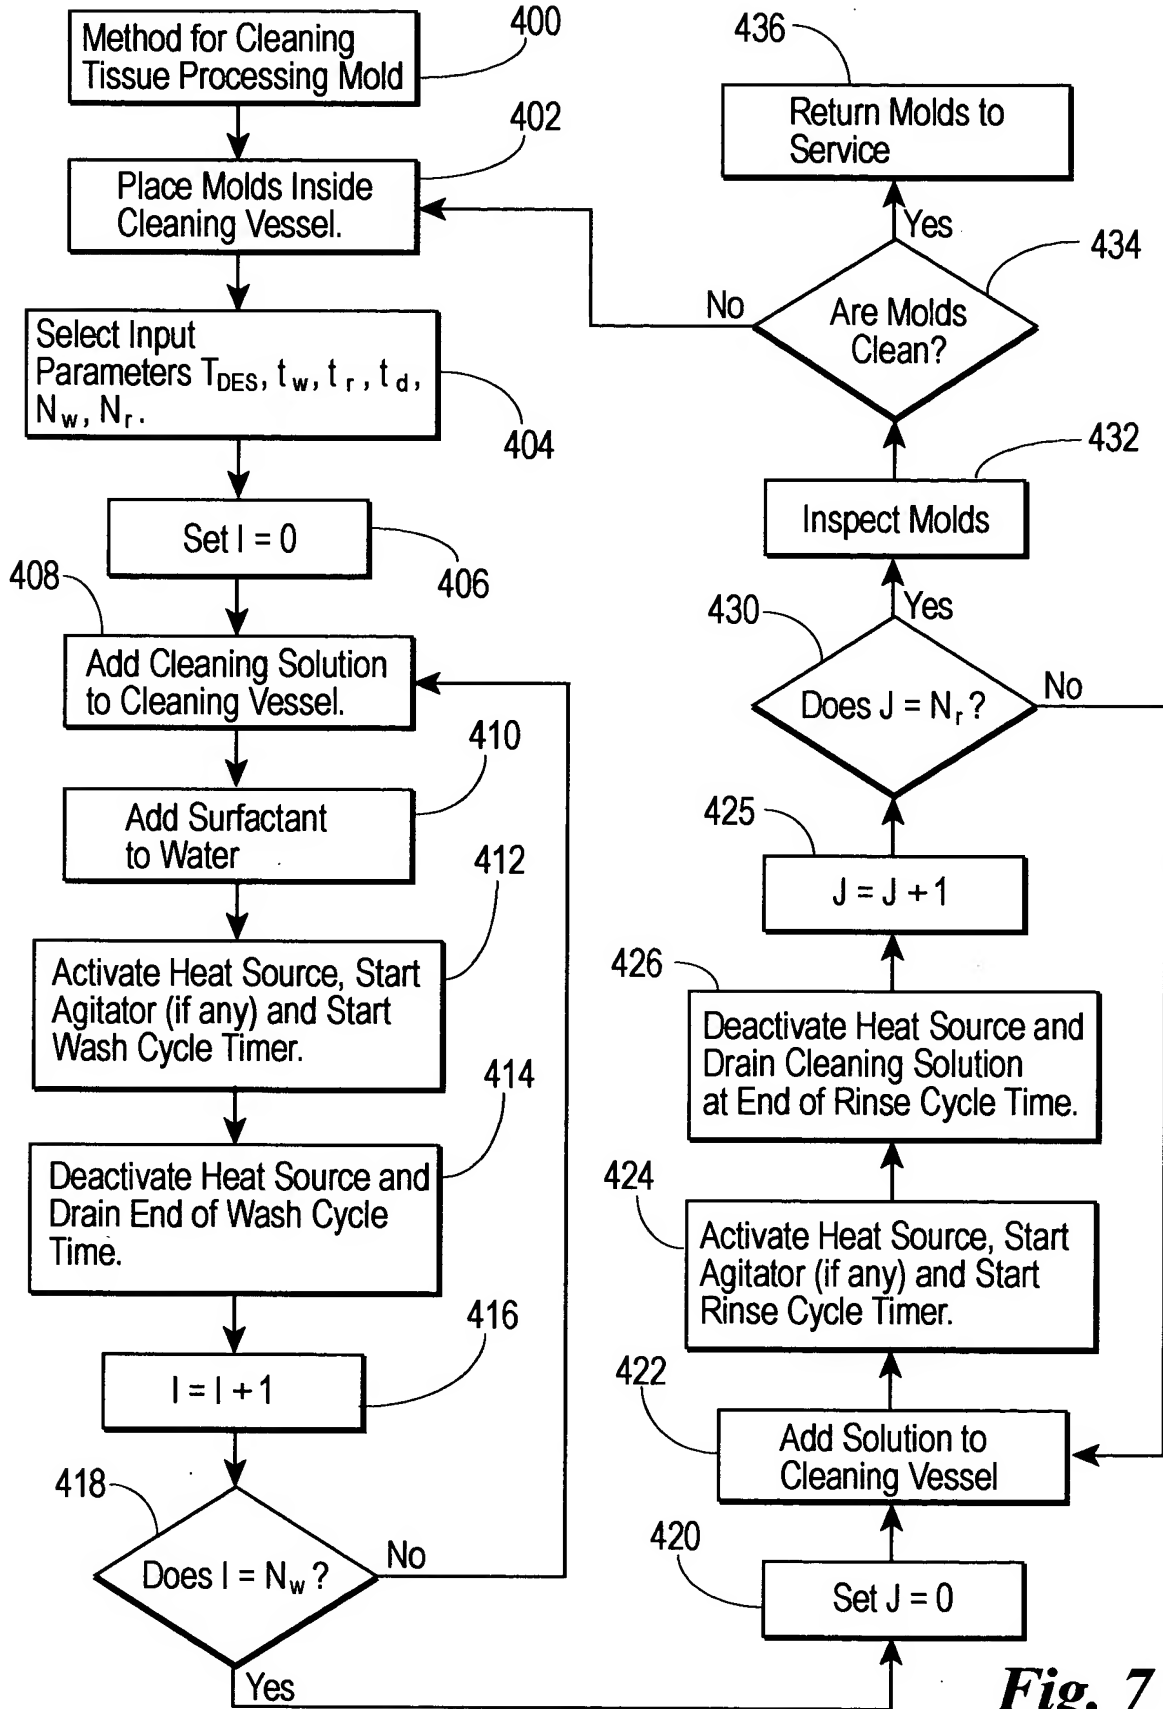 400
Method for Cleaning
Tissue Processing Mold
402
Place Molds Inside
Cleaning Vessel.
Select Input
Parameters T_DES, t_w, t_r, t_d,
N_w, N_r.
404
Set I = 0
406
408
Add Cleaning Solution
to Cleaning Vessel.
410
Add Surfactant
to Water
412
Activate Heat Source, Start
Agitator (if any) and Start
Wash Cycle Timer.
414
Deactivate Heat Source and
Drain End of Wash Cycle
Time.
416
I = I + 1
418
Does I = N_w ?
No
Yes
420
Set J = 0
422
Add Solution to
Cleaning Vessel
424
Activate Heat Source, Start
Agitator (if any) and Start
Rinse Cycle Timer.
426
Deactivate Heat Source and
Drain Cleaning Solution
at End of Rinse Cycle Time.
425
J = J + 1
430
Does J = N_r ?
No
Yes
432
Inspect Molds
434
Are Molds
Clean?
No
Yes
436
Return Molds to
Service
Fig. 7